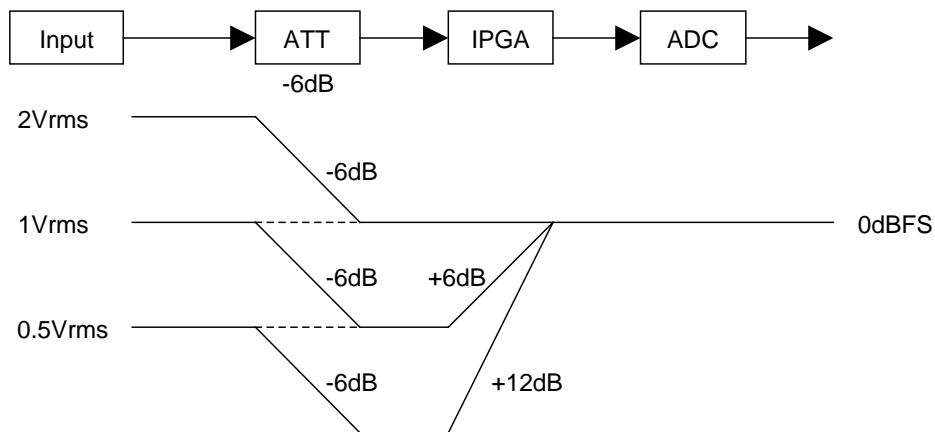 Input
ATT
IPGA
ADC
-6dB
2Vrms
-6dB
1Vrms
0dBFS
-6dB
+6dB
0.5Vrms
-6dB
+12dB